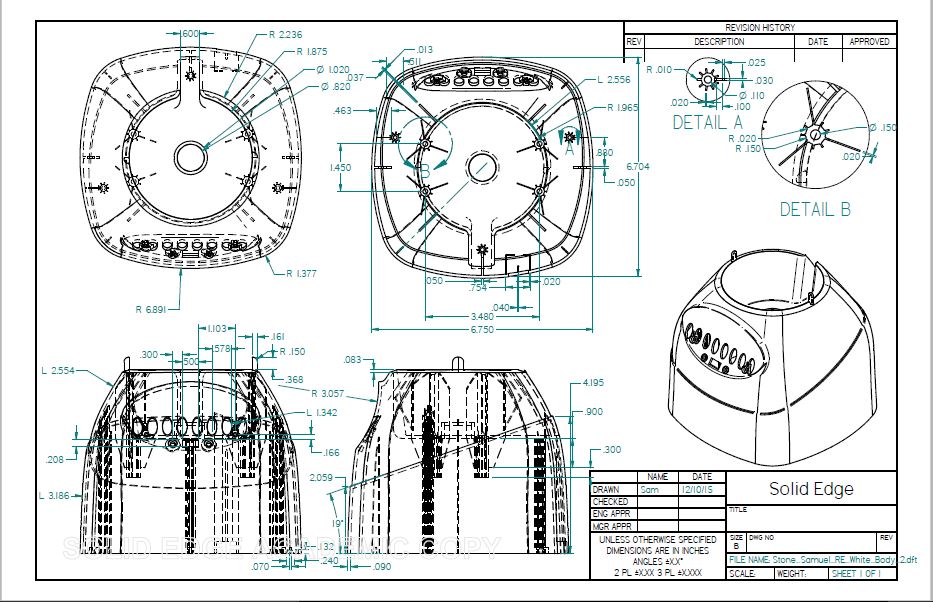 REVISION HISTORY
REV DESCRIPTION DATE APPROVED
.600
R 2.236
R 1.875
Ø 1.020
Ø .820
R 1.377
R 6.891
.013
.511
.037
.463
L 2.556
R 1.965
A
.880
6.704
.050
1.450
B
.050
.754
.020
.040
3.480
6.750
R .010
.025
.030
Ø .110
.020
.100
DETAIL A
Ø .150
R .020
R .150
.020
DETAIL B
1.103
.161
.300
.578
.500
R .150
L 2.554
.368
R 3.057
L 1.342
.166
.208
L 3.186
.132
.240
.070
.083
4.195
.900
.300
2.059
19°
.090
SOLID EDGE ACADEMIC COPY
NAME DATE
DRAWN Sam 12/10/15
CHECKED
ENG APPR
MGR APPR
UNLESS OTHERWISE SPECIFIED
DIMENSIONS ARE IN INCHES
ANGLES ±X.X°
2 PL ±X.XX 3 PL ±X.XXX
Solid Edge
TITLE
SIZE DWG NO REV
B
FILE NAME: Stone_Samuel_RE_White_Body_2.dft
SCALE: WEIGHT: SHEET 1 OF 1